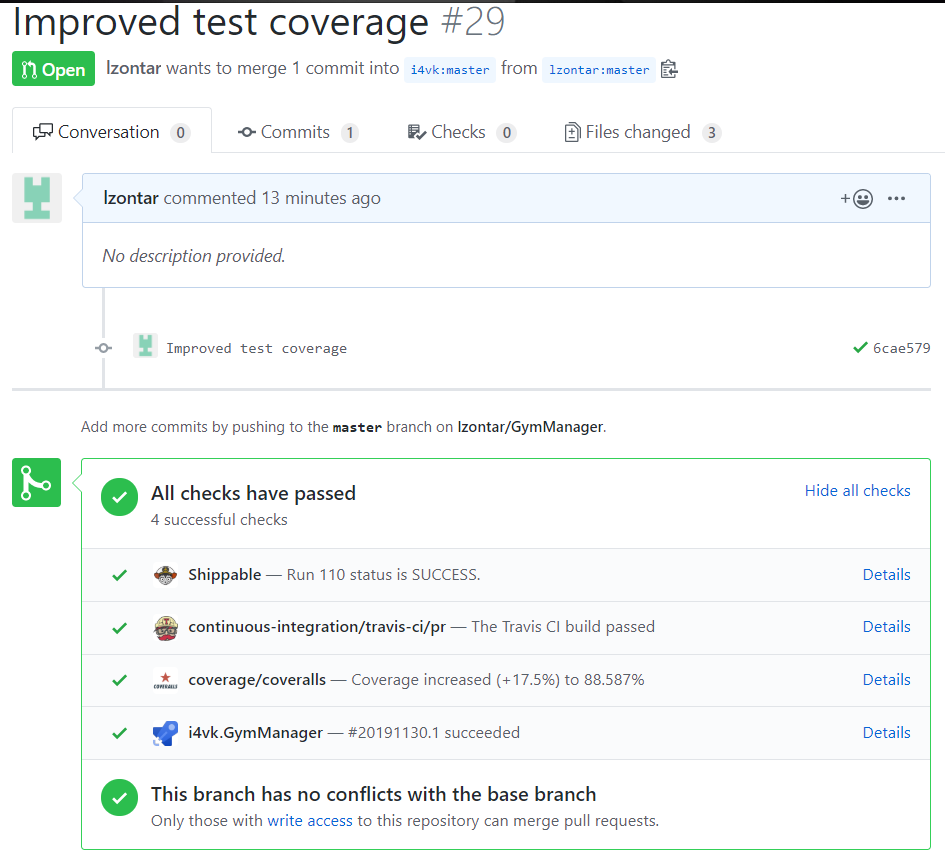 Improved test coverage #29
Open lzontar wants to merge 1 commit into i4vk:master from lzontar:master
Conversation 0 Commits 1 Checks 0 Files changed 3
lzontar commented 13 minutes ago
No description provided.
Improved test coverage 6cae579
Add more commits by pushing to the master branch on lzontar/GymManager.
All checks have passed Hide all checks
4 successful checks
Shippable — Run 110 status is SUCCESS. Details
continuous-integration/travis-ci/pr — The Travis CI build passed Details
COVERALLS coverage/coveralls — Coverage increased (+17.5%) to 88.587% Details
i4vk.GymManager — #20191130.1 succeeded Details
This branch has no conflicts with the base branch
Only those with write access to this repository can merge pull requests.